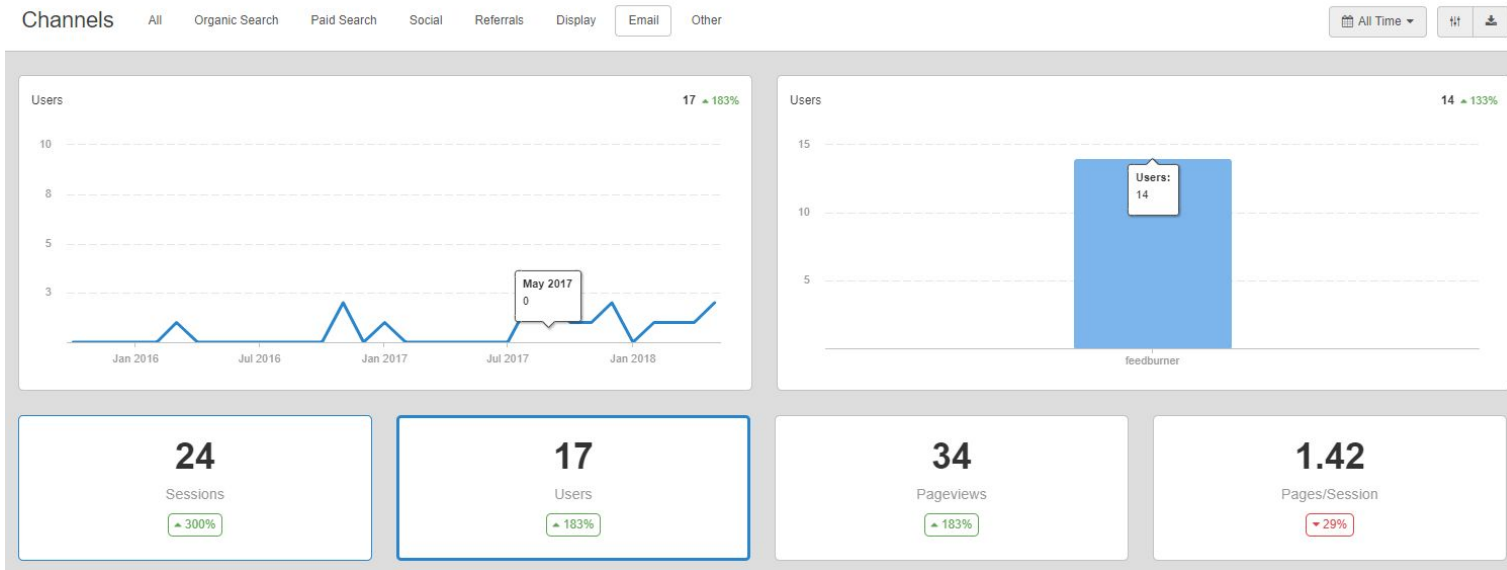 Channels All Organic Search Paid Search Social Referrals Display Email Other All Time
Users 17 183%
10
8
5
3
May 2017
0
Jan 2016 Jul 2016 Jan 2017 Jul 2017 Jan 2018
Users 14 133%
15
10
5
Users:
14
feedburner
24
Sessions
300%
17
Users
183%
34
Pageviews
183%
1.42
Pages/Session
29%